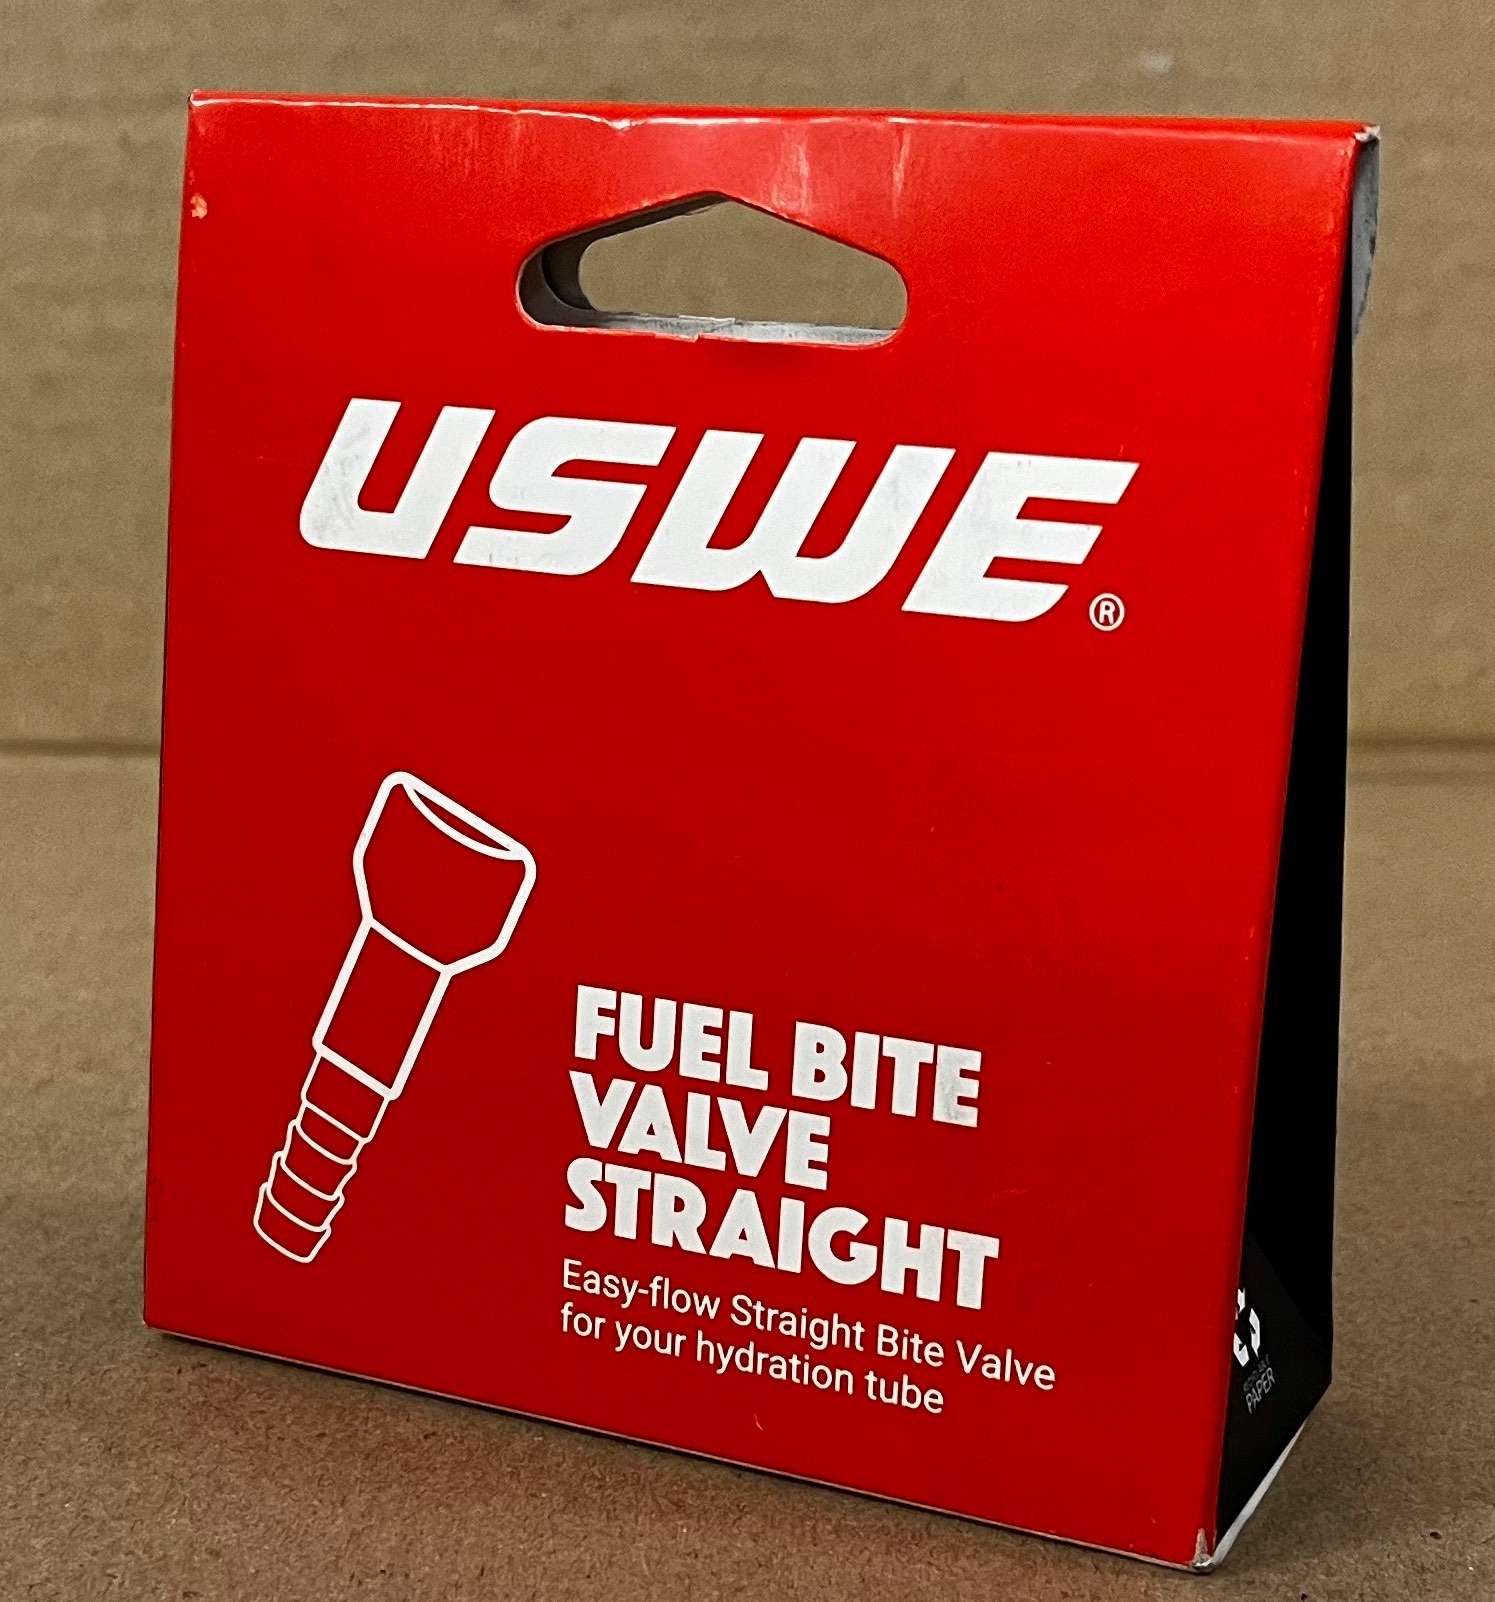 USWE®
FUEL BITE
VALVE
STRAIGHT
Easy-flow Straight Bite Valve
for your hydration tube
PAPER